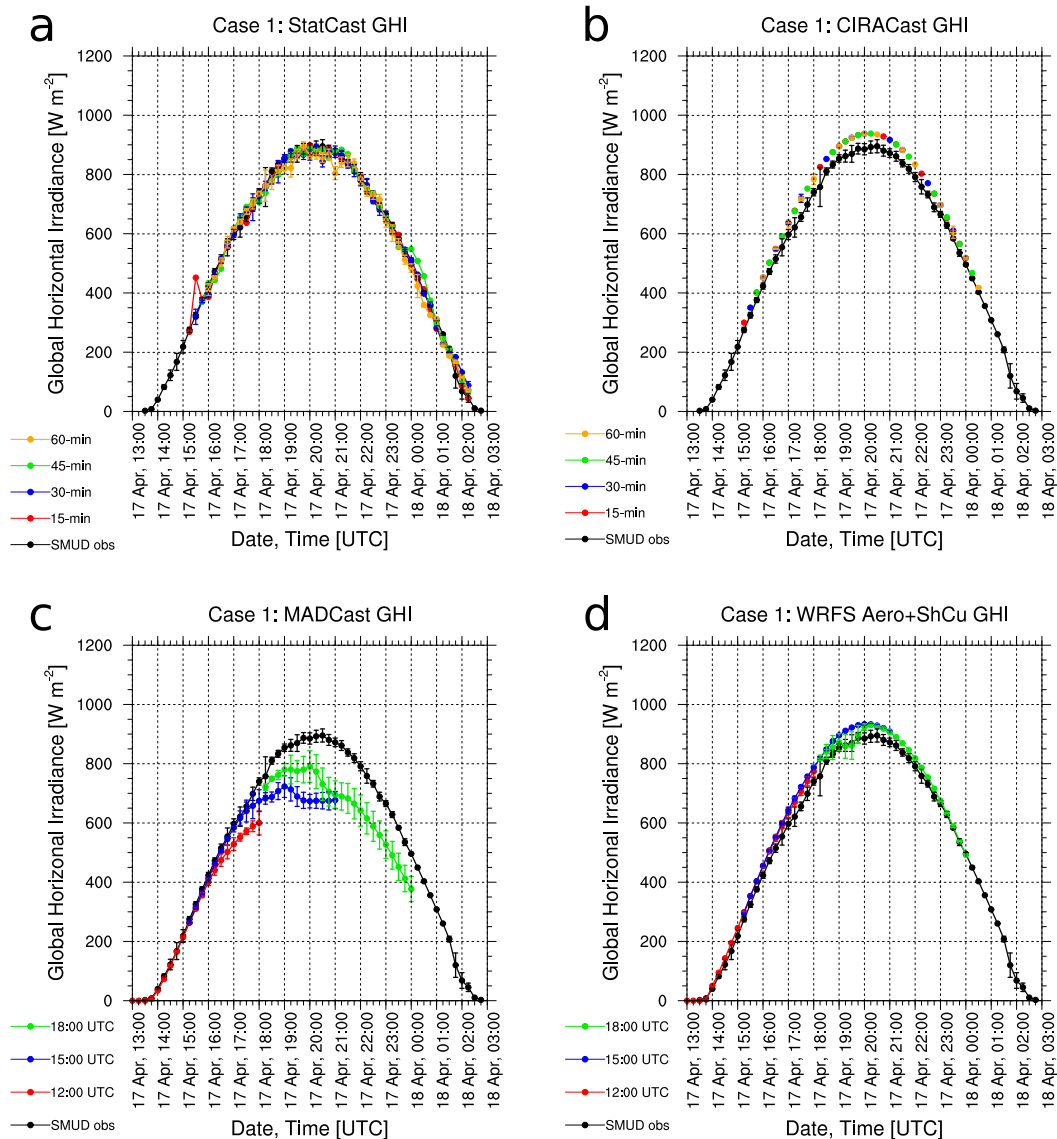 a
Case 1: StatCast GHI
Global Horizontal Irradiance [W m-2]
1200
1000
800
600
400
200
0
17 Apr, 13:00
17 Apr, 14:00
17 Apr, 15:00
17 Apr, 16:00
17 Apr, 17:00
17 Apr, 18:00
17 Apr, 19:00
17 Apr, 20:00
17 Apr, 21:00
17 Apr, 22:00
17 Apr, 23:00
18 Apr, 00:00
18 Apr, 01:00
18 Apr, 02:00
18 Apr, 03:00
60-min
45-min
30-min
15-min
SMUD obs
Date, Time [UTC]
b
Case 1: CIRACast GHI
Global Horizontal Irradiance [W m-2]
1200
1000
800
600
400
200
0
17 Apr, 13:00
17 Apr, 14:00
17 Apr, 15:00
17 Apr, 16:00
17 Apr, 17:00
17 Apr, 18:00
17 Apr, 19:00
17 Apr, 20:00
17 Apr, 21:00
17 Apr, 22:00
17 Apr, 23:00
18 Apr, 00:00
18 Apr, 01:00
18 Apr, 02:00
18 Apr, 03:00
60-min
45-min
30-min
15-min
SMUD obs
Date, Time [UTC]
c
Case 1: MADCast GHI
Global Horizontal Irradiance [W m-2]
1200
1000
800
600
400
200
0
17 Apr, 13:00
17 Apr, 14:00
17 Apr, 15:00
17 Apr, 16:00
17 Apr, 17:00
17 Apr, 18:00
17 Apr, 19:00
17 Apr, 20:00
17 Apr, 21:00
17 Apr, 22:00
17 Apr, 23:00
18 Apr, 00:00
18 Apr, 01:00
18 Apr, 02:00
18 Apr, 03:00
18:00 UTC
15:00 UTC
12:00 UTC
SMUD obs
Date, Time [UTC]
d
Case 1: WRFS Aero+ShCu GHI
Global Horizontal Irradiance [W m-2]
1200
1000
800
600
400
200
0
17 Apr, 13:00
17 Apr, 14:00
17 Apr, 15:00
17 Apr, 16:00
17 Apr, 17:00
17 Apr, 18:00
17 Apr, 19:00
17 Apr, 20:00
17 Apr, 21:00
17 Apr, 22:00
17 Apr, 23:00
18 Apr, 00:00
18 Apr, 01:00
18 Apr, 02:00
18 Apr, 03:00
18:00 UTC
15:00 UTC
12:00 UTC
SMUD obs
Date, Time [UTC]